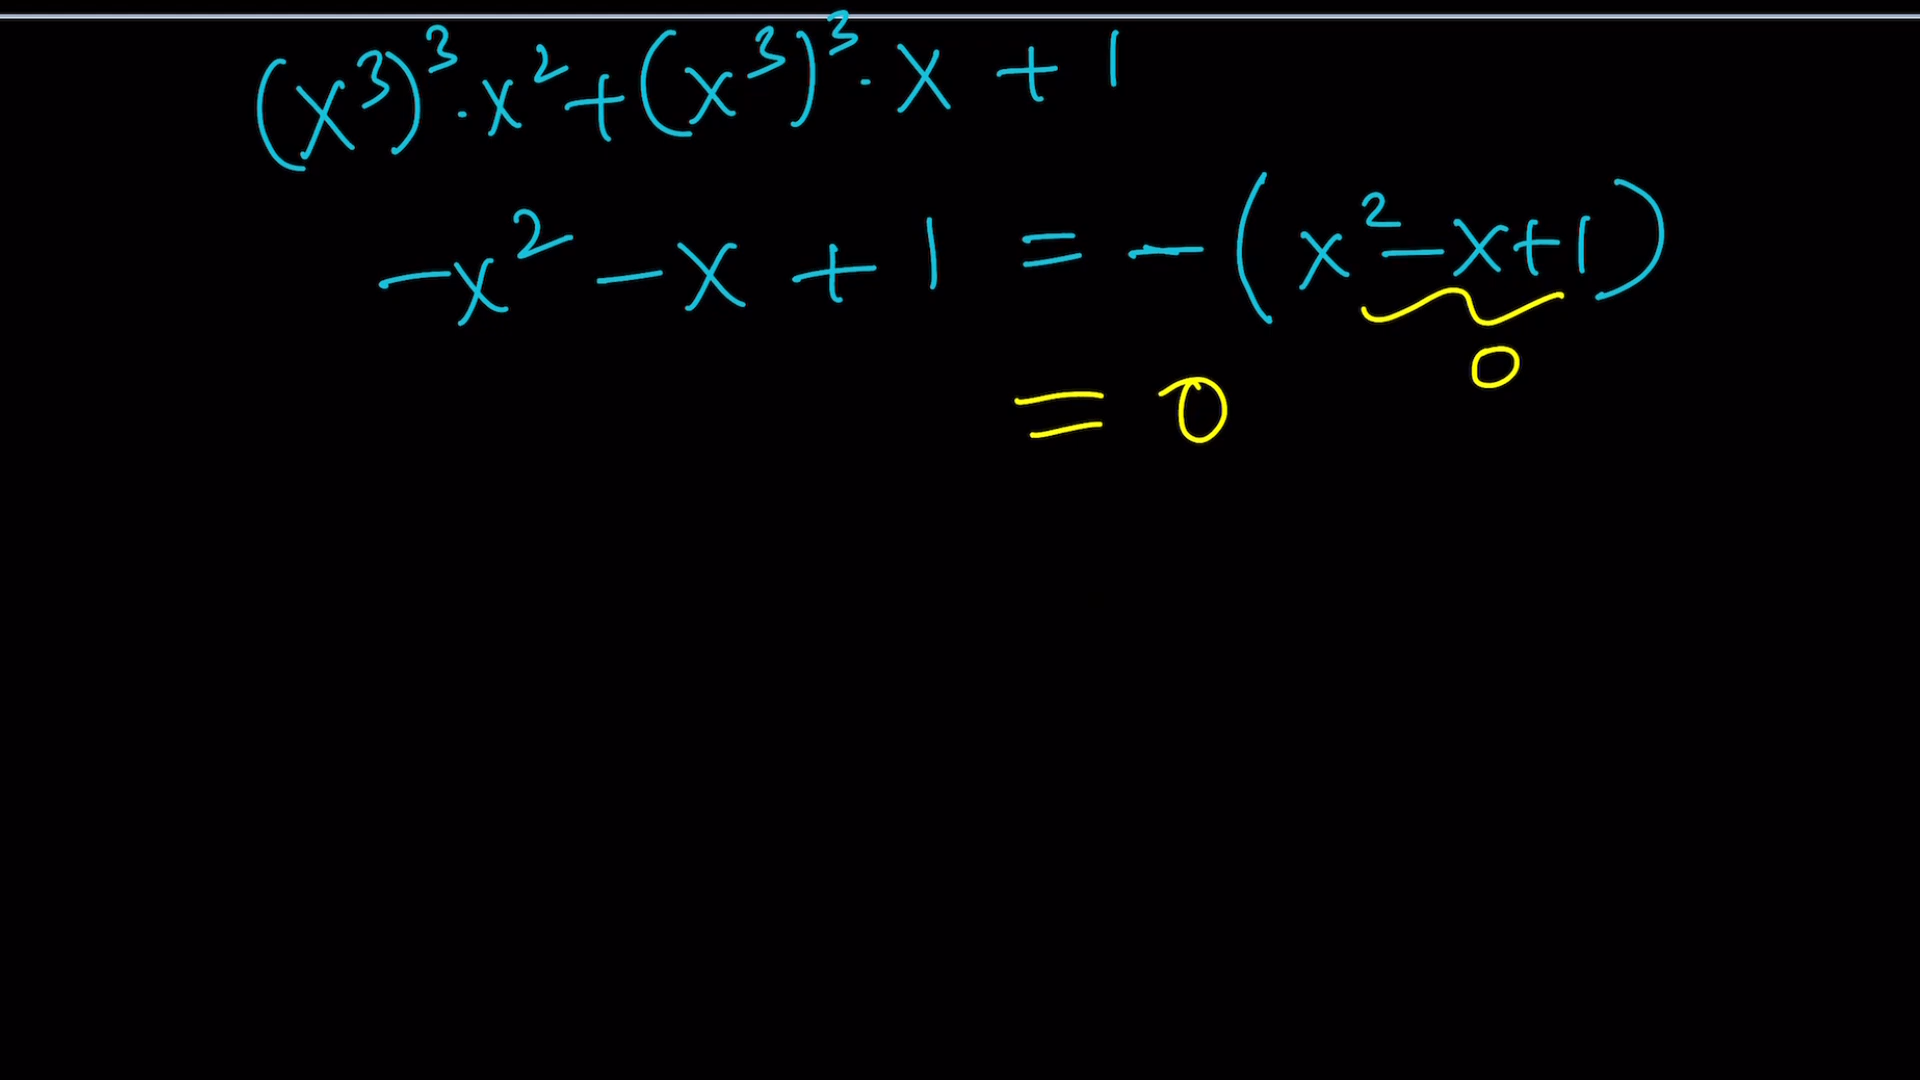 (x³)³·x² + (x³)³·x + 1
-x² - x + 1 = -(x² - x + 1)
0
= 0